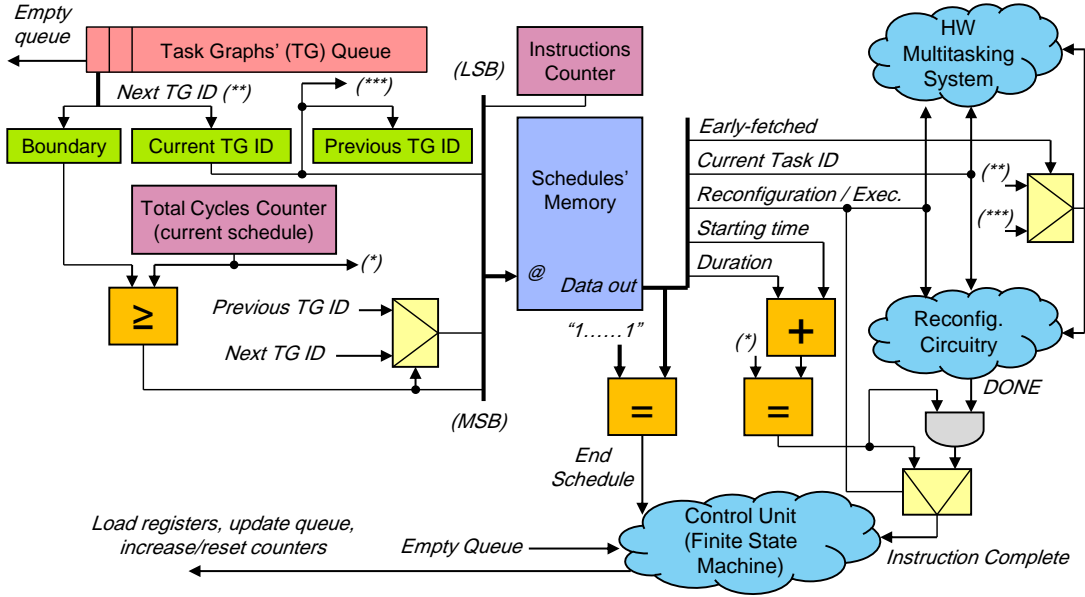 Empty
queue
Task Graphs' (TG) Queue
Instructions
Counter
HW
Multitasking
System
(LSB)
Next TG ID (**)
(***)
Boundary
Current TG ID
Previous TG ID
Early-fetched
Current Task ID
Reconfiguration / Exec.
Starting time
Duration
(**)
(***)
Schedules'
Memory
@
Data out
Total Cycles Counter
(current schedule)
(*)
≥
Previous TG ID
Next TG ID
"1......1"
(*)
+
Reconfig.
Circuitry
DONE
=
=
(MSB)
End
Schedule
Load registers, update queue,
increase/reset counters
Empty Queue
Control Unit
(Finite State
Machine)
Instruction Complete